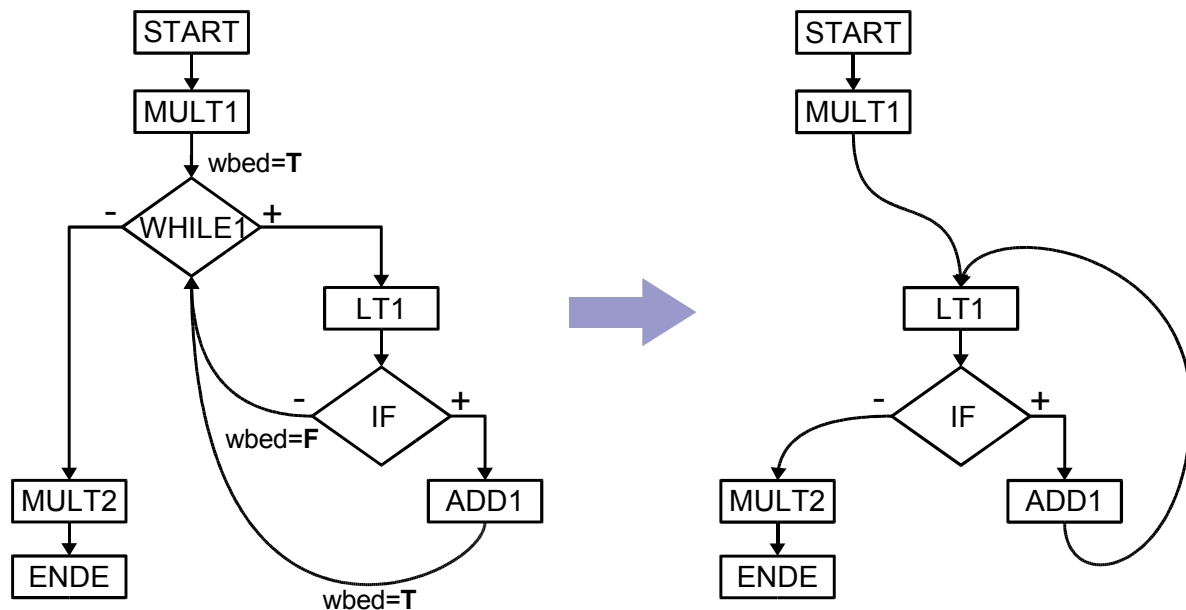 START
MULT1
wbed=T
-
WHILE1
+
LT1
-
IF
+
wbed=F
MULT2
ADD1
ENDE
wbed=T
START
MULT1
LT1
-
IF
+
MULT2
ADD1
ENDE